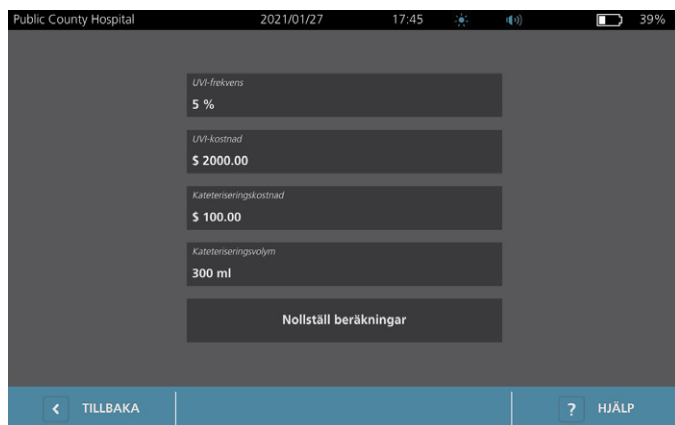 Public County Hospital 2021/01/27 17:45 39%
UVI-frekvens
5 %
UVI-kostnad
$ 2000.00
Kateteriseringskostnad
$ 100.00
Kateteriseringsvolym
300 ml
Nollställ beräkningar
< TILLBAKA ? HJÄLP